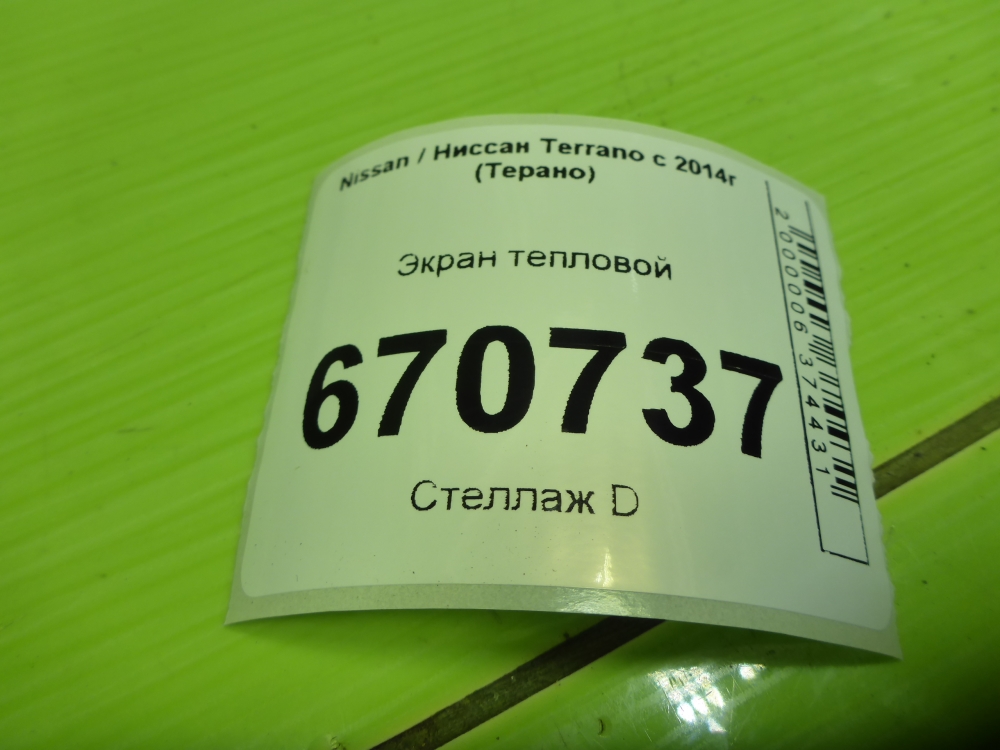 Nissan / Ниссан Terrano с 2014г
(Терано)
Экран тепловой
670737
Стеллаж D
2000006374431